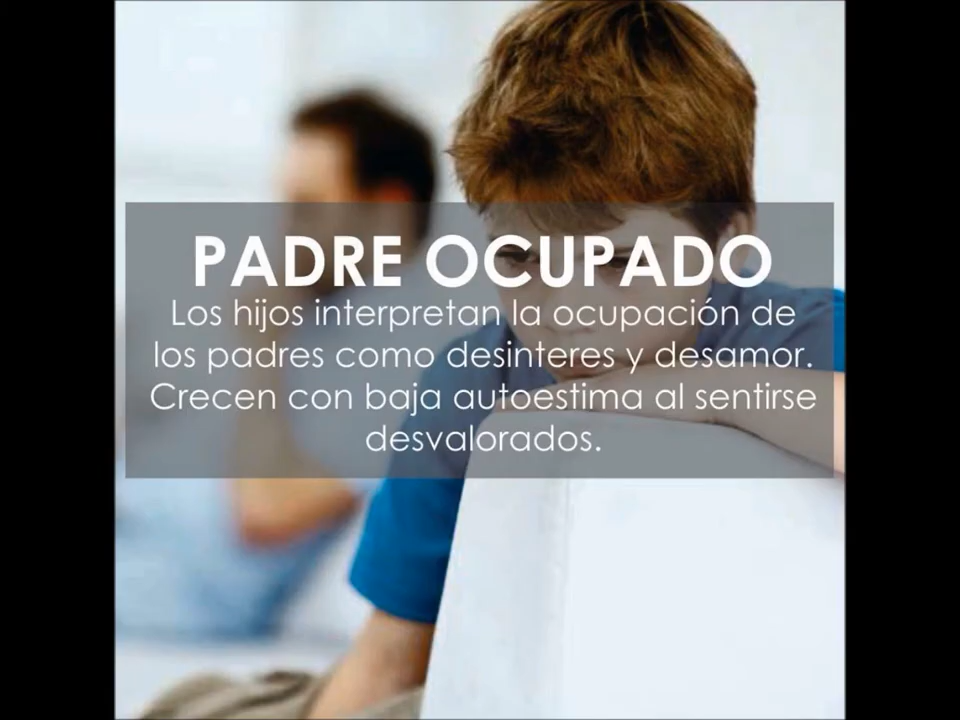 PADRE OCUPADO
Los hijos interpretan la ocupación de
los padres como desinteres y desamor.
Crecen con baja autoestima al sentirse
desvalorados.